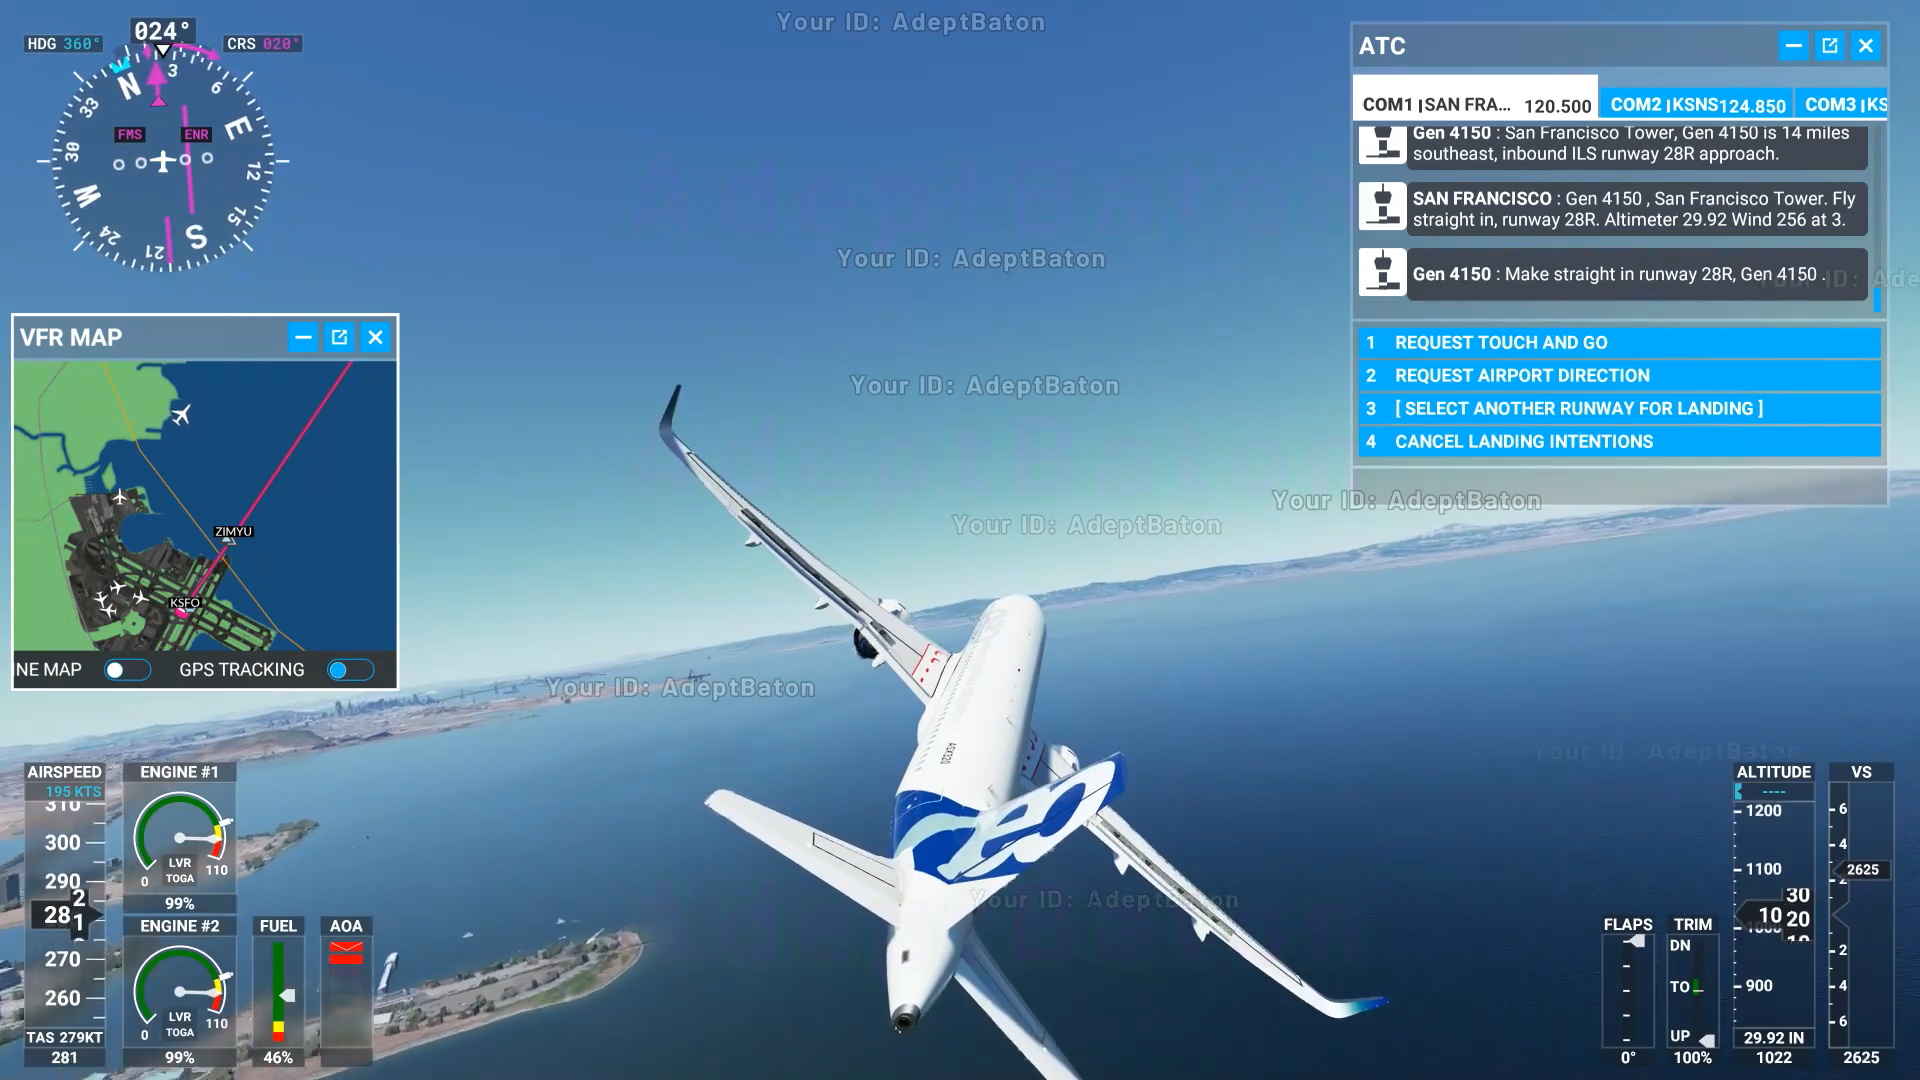 Your ID: AdeptBaton
HDG 360°
024°
CRS 020°
N
3
6
E
12
15
S
21
24
W
30
33
FMS
ENR
ATC
COM1 |SAN FRA... 120.500
COM2 |KSNS124.850
COM3 |KS
Gen 4150 : San Francisco Tower, Gen 4150 is 14 miles
southeast, inbound ILS runway 28R approach.
SAN FRANCISCO : Gen 4150 , San Francisco Tower. Fly
straight in, runway 28R. Altimeter 29.92 Wind 256 at 3.
Gen 4150 : Make straight in runway 28R, Gen 4150 .
1 REQUEST TOUCH AND GO
2 REQUEST AIRPORT DIRECTION
3 [ SELECT ANOTHER RUNWAY FOR LANDING ]
4 CANCEL LANDING INTENTIONS
Your ID: AdeptBaton
Your ID: AdeptBaton
Your ID: AdeptBaton
Your ID: AdeptBaton
VFR MAP
ZIMYU
KSFO
NE MAP
GPS TRACKING
Your ID: AdeptBaton
Your ID: AdeptBaton
Your ID: AdeptBaton
ASX320
neo
AIRSPEED
195 KTS
310
300
290
281
270
260
TAS 279KT
281
ENGINE #1
LVR
TOGA
0
110
99%
ENGINE #2
LVR
TOGA
0
110
99%
FUEL
46%
AOA
FLAPS
0°
TRIM
DN
TO
UP
100%
ALTITUDE
----
1200
1100
10 20
30
900
29.92 IN
1022
VS
6
4
2
2625
2
4
6
2625